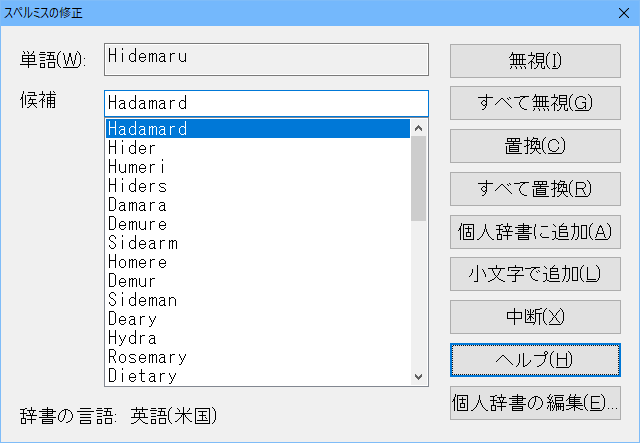 スペルミスの修正
単語(W):
Hidemaru
候補
Hadamard
Hadamard
Hider
Humeri
Hiders
Damara
Demure
Sidearm
Homere
Demur
Sideman
Deary
Hydra
Rosemary
Dietary
無視(I)
すべて無視(G)
置換(C)
すべて置換(R)
個人辞書に追加(A)
小文字で追加(L)
中断(X)
ヘルプ(H)
個人辞書の編集(E)...
辞書の言語: 英語(米国)